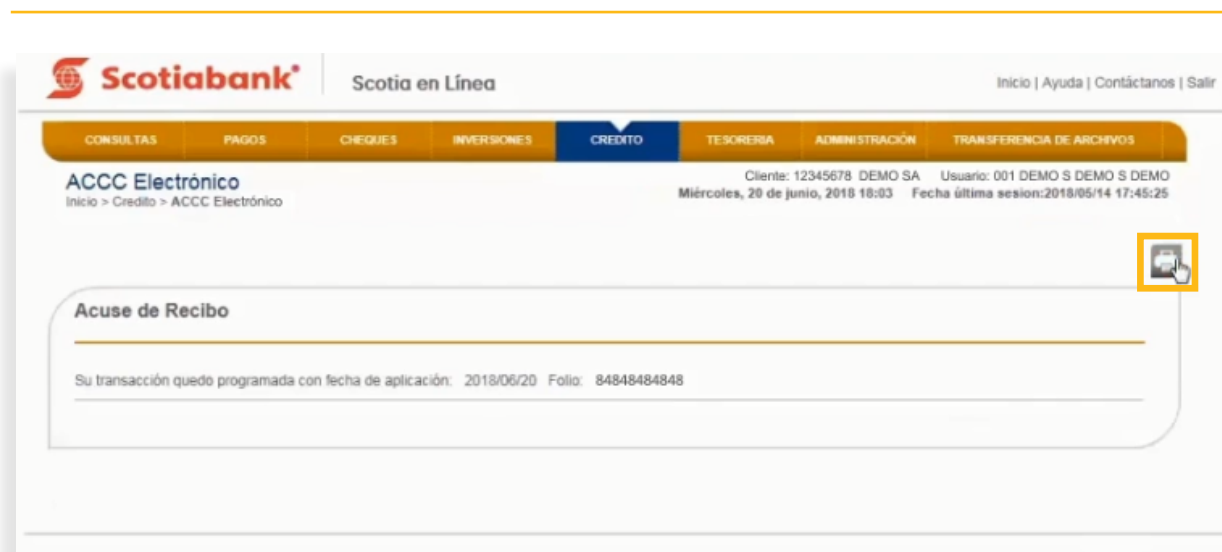 Scotiabank®
Scotia en Línea
Inicio | Ayuda | Contáctanos | Salir
CONSULTAS PAGOS CHEQUES INVERSIONES CREDITO TESORERIA ADMINISTRACIÓN TRANSFERENCIA DE ARCHIVOS
ACCC Electrónico
Cliente: 12345678 DEMO SA Usuario: 001 DEMO S DEMO S DEMO
Inicio > Credito > ACCC Electrónico
Miércoles, 20 de junio, 2018 18:03 Fecha última sesion:2018/05/14 17:45:25
Acuse de Recibo
Su transacción quedo programada con fecha de aplicación: 2018/06/20 Folio: 84848484848